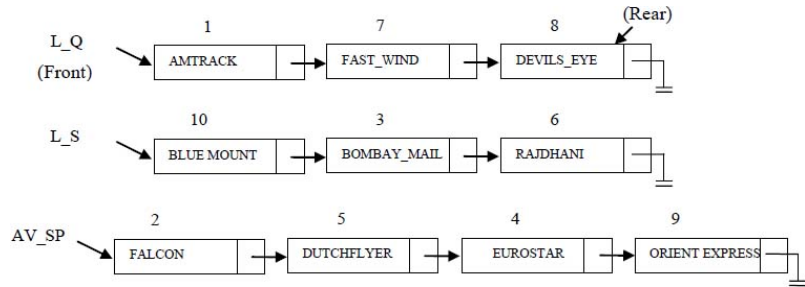 1 7 8 (Rear)
L_Q
(Front)
AMTRACK FAST_WIND DEVILS_EYE
10 3 6
L_S
BLUE MOUNT BOMBAY_MAIL RAJDHANI
2 5 4 9
AV_SP
FALCON DUTCHFLYER EUROSTAR ORIENT EXPRESS